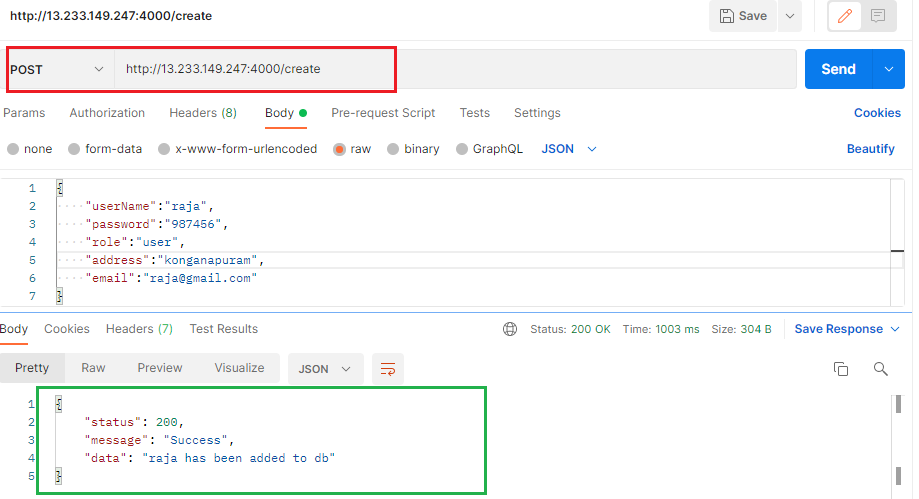 http://13.233.149.247:4000/create
Save
POST
http://13.233.149.247:4000/create
Send
Params Authorization Headers (8) Body Pre-request Script Tests Settings Cookies
none form-data x-www-form-urlencoded raw binary GraphQL JSON Beautify
1 {
2 "userName":"raja",
3 "password":"987456",
4 "role":"user",
5 "address":"konganapuram",
6 "email":"raja@gmail.com"
7 }
Body Cookies Headers (7) Test Results Status: 200 OK Time: 1003 ms Size: 304 B Save Response
Pretty Raw Preview Visualize JSON
1 {
2 "status": 200,
3 "message": "Success",
4 "data": "raja has been added to db"
5 }